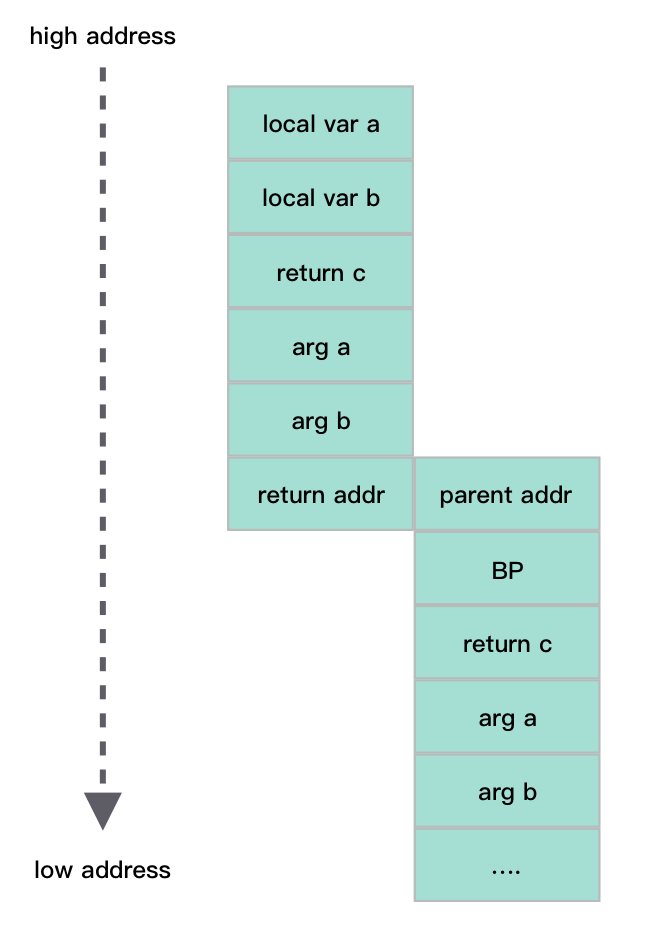 high address
local var a
local var b
return c
arg a
arg b
return addr
parent addr
BP
return c
arg a
arg b
....
low address